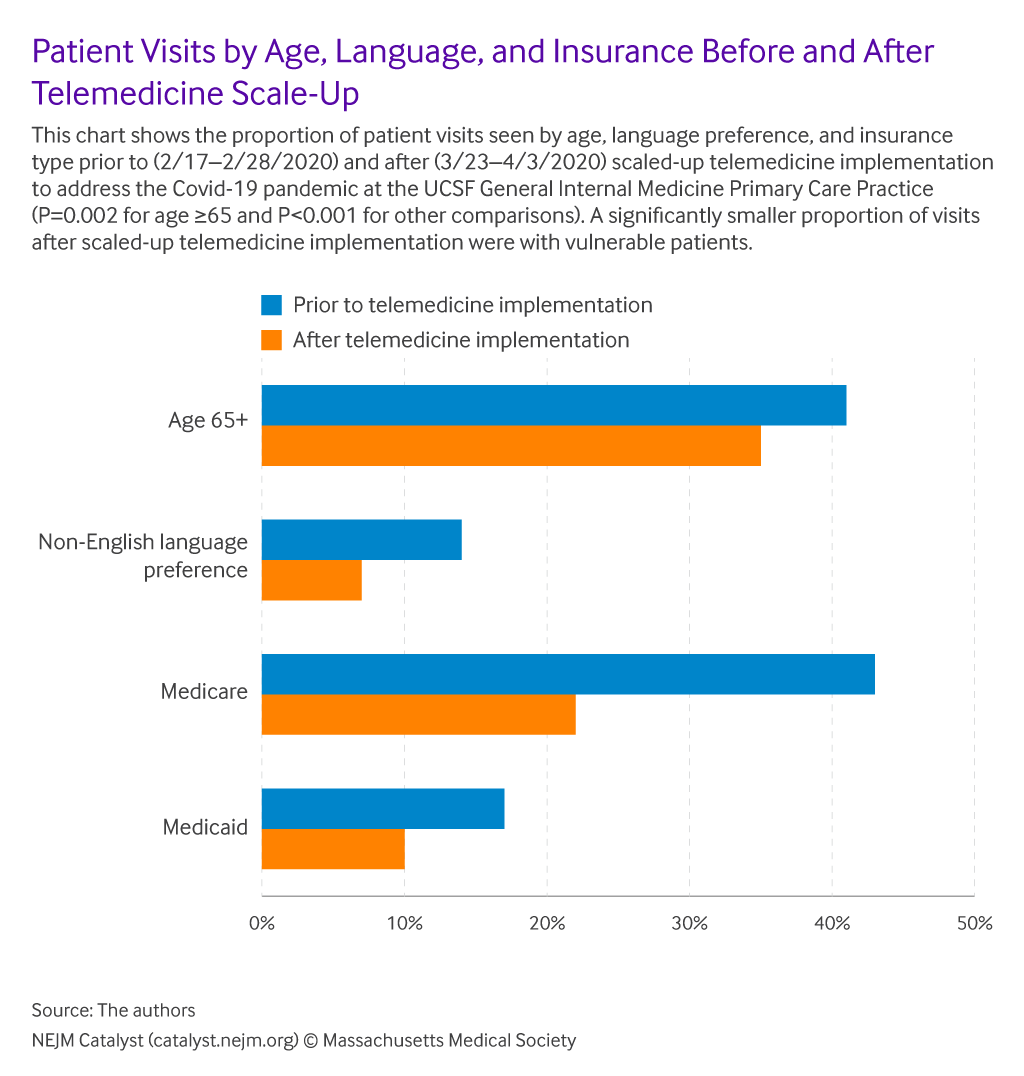 Patient Visits by Age, Language, and Insurance Before and After
Telemedicine Scale-Up
This chart shows the proportion of patient visits seen by age, language preference, and insurance
type prior to (2/17–2/28/2020) and after (3/23–4/3/2020) scaled-up telemedicine implementation
to address the Covid-19 pandemic at the UCSF General Internal Medicine Primary Care Practice
(P=0.002 for age ≥65 and P<0.001 for other comparisons). A significantly smaller proportion of visits
after scaled-up telemedicine implementation were with vulnerable patients.
Prior to telemedicine implementation
After telemedicine implementation
Age 65+
Non-English language
preference
Medicare
Medicaid
0% 10% 20% 30% 40% 50%
Source: The authors
NEJM Catalyst (catalyst.nejm.org) © Massachusetts Medical Society